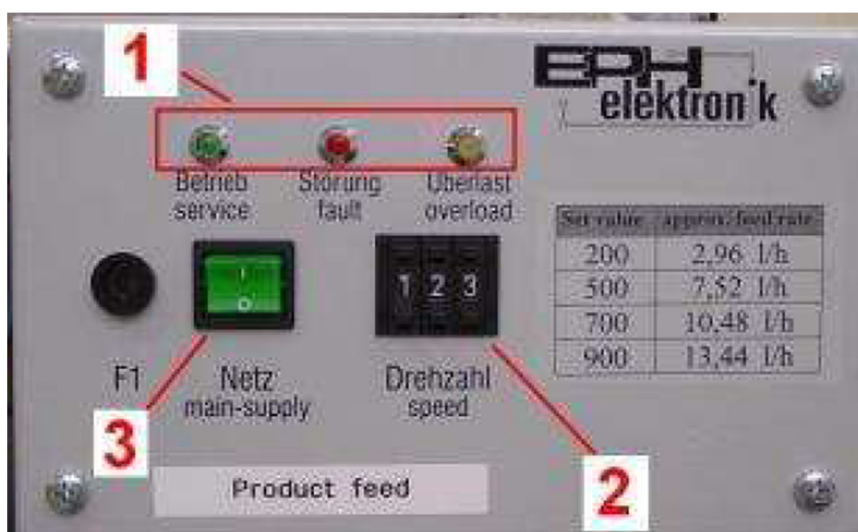 1
EPH
elektronik
Betrieb
service
Störung
fault
Überlast
overload
Set value approx. feed rate
200 2,96 l/h
500 7,52 l/h
700 10,48 l/h
900 13,44 l/h
I
O
1 2 3
F1
Netz
main-supply
Drehzahl
speed
3
2
Product feed